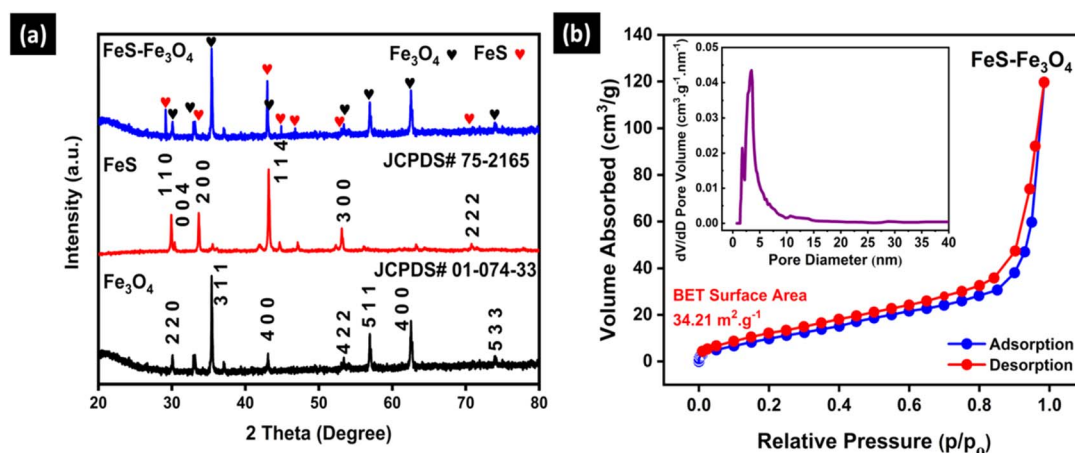 (a)
FeS-Fe₃O₄
Fe₃O₄ ♥ FeS ♥
JCPDS# 75-2165
FeS
1 1 0
0 0 4
2 0 0
1 1 4
3 0 0
2 2 2
JCPDS# 01-074-33
Fe₃O₄
2 2 0
3 1 1
4 0 0
4 2 2
5 1 1
4 0 0
5 3 3
Intensity (a.u.)
20 30 40 50 60 70 80
2 Theta (Degree)
(b)
FeS-Fe₃O₄
140
120
100
80
60
40
20
0
Volume Absorbed (cm³/g)
0.05
0.04
0.03
0.02
0.01
0.00
dV/dD Pore Volume (cm³.g⁻¹.nm⁻¹)
0 5 10 15 20 25 30 35 40
Pore Diameter (nm)
BET Surface Area
34.21 m².g⁻¹
Adsorption
Desorption
0.0 0.2 0.4 0.6 0.8 1.0
Relative Pressure (p/p₀)